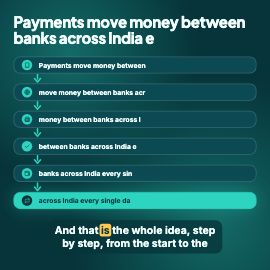 Payments move money between
banks across India e
Payments move money between
move money between banks acr
money between banks across I
between banks across India e
banks across India every sin
across India every single da
And that is the whole idea, step
by step, from the start to the